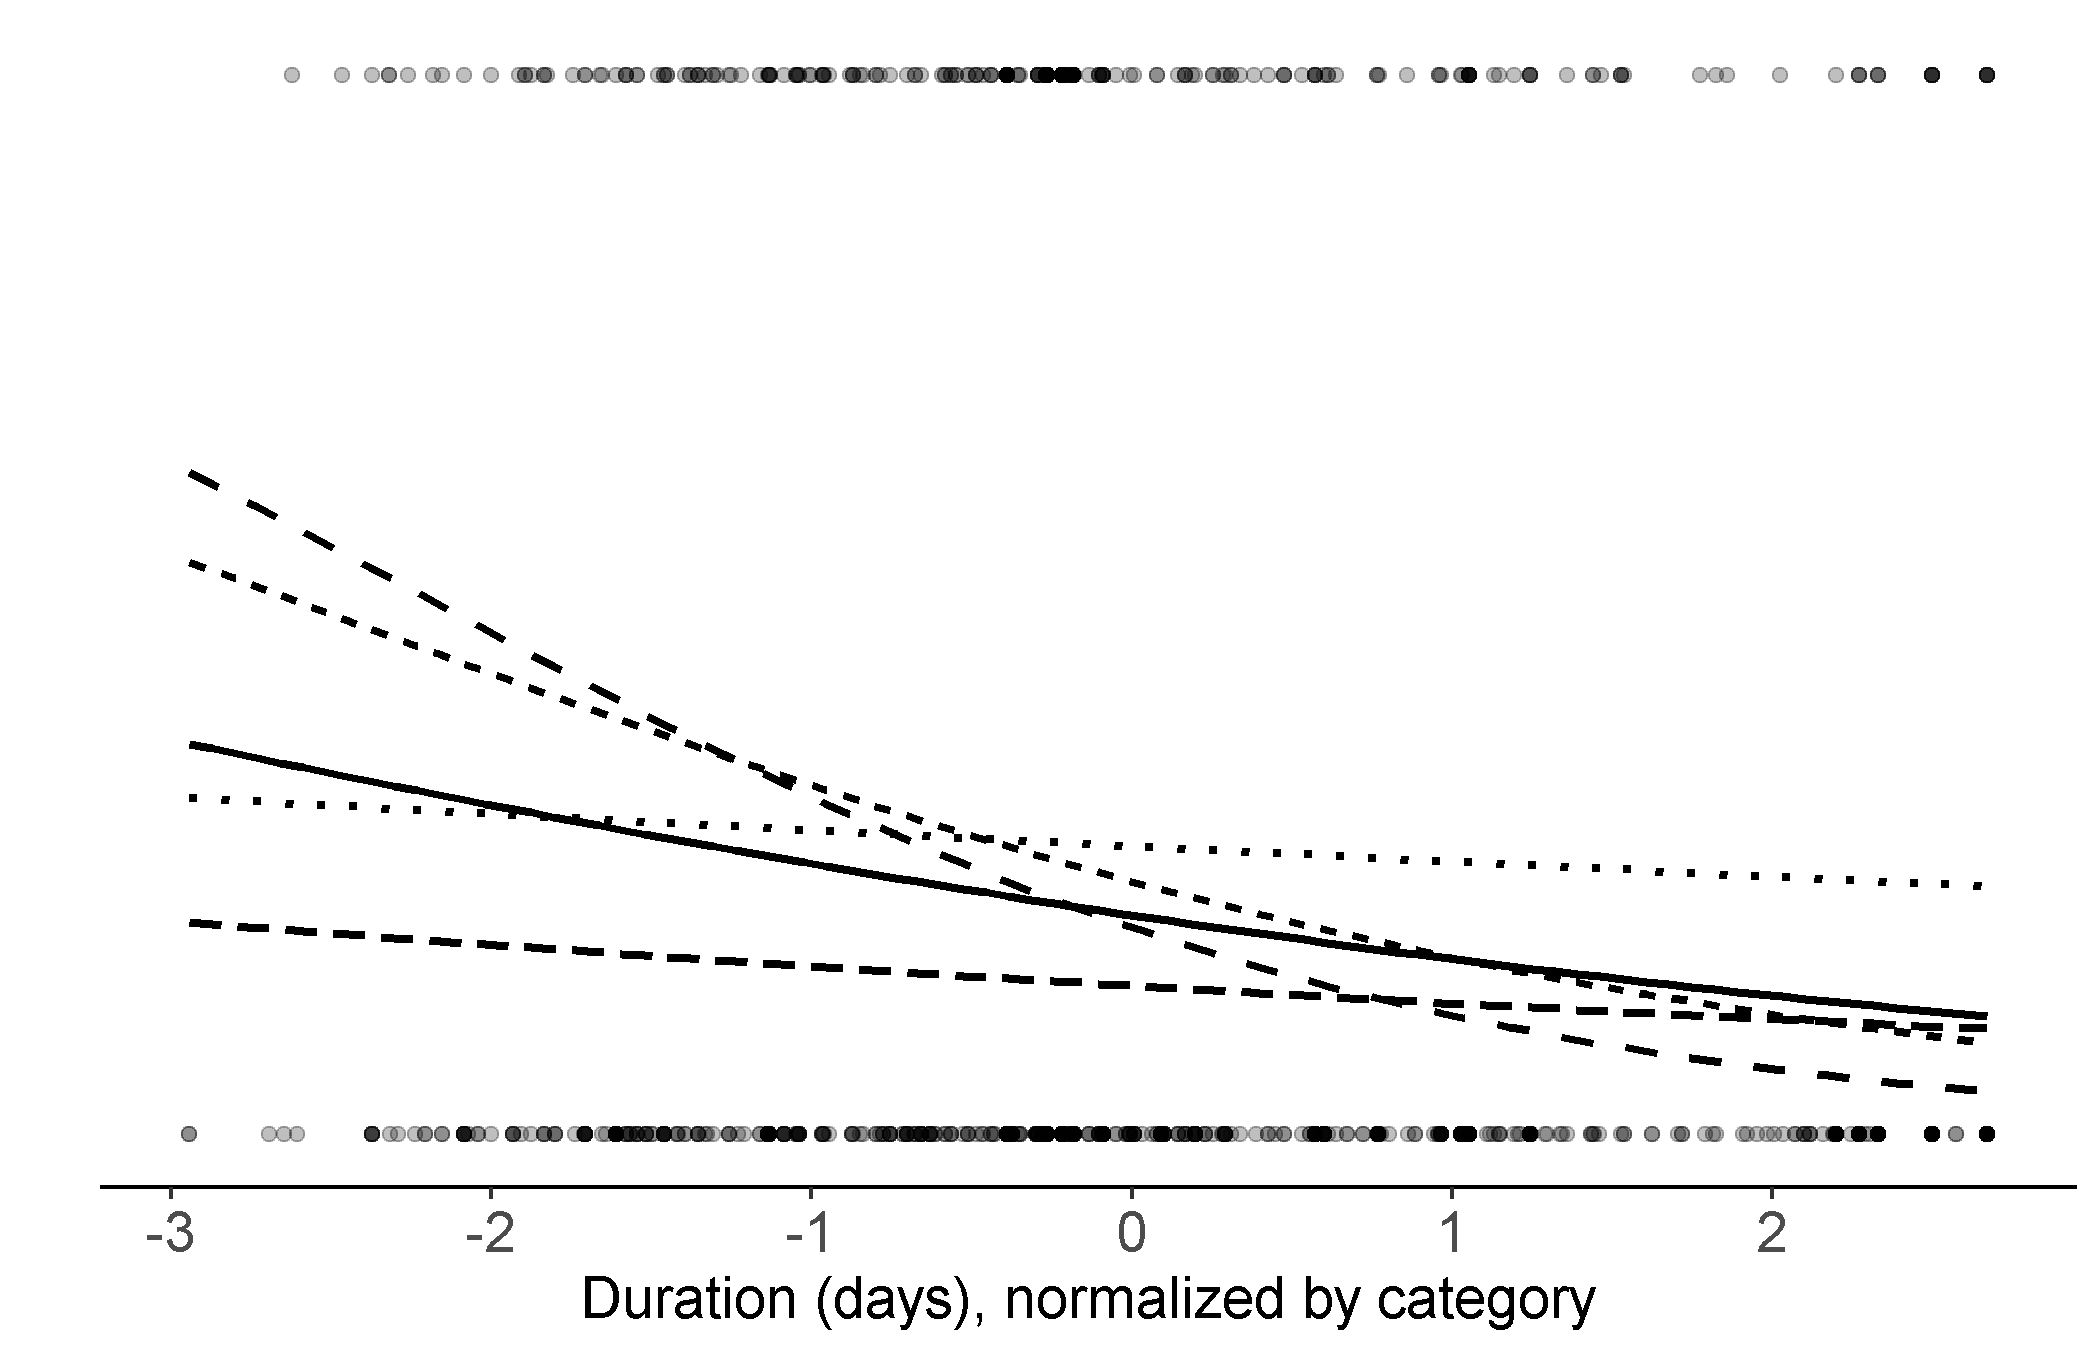 -3 -2 -1 0 1 2
Duration (days), normalized by category